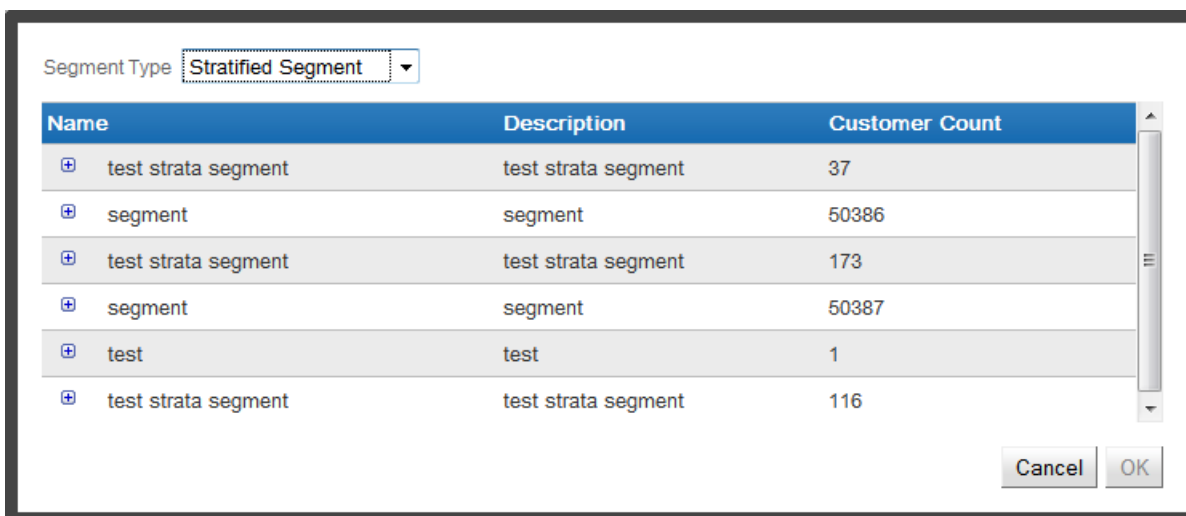 Segment Type Stratified Segment
Name Description Customer Count
test strata segment test strata segment 37
segment segment 50386
test strata segment test strata segment 173
segment segment 50387
test test 1
test strata segment test strata segment 116
Cancel OK